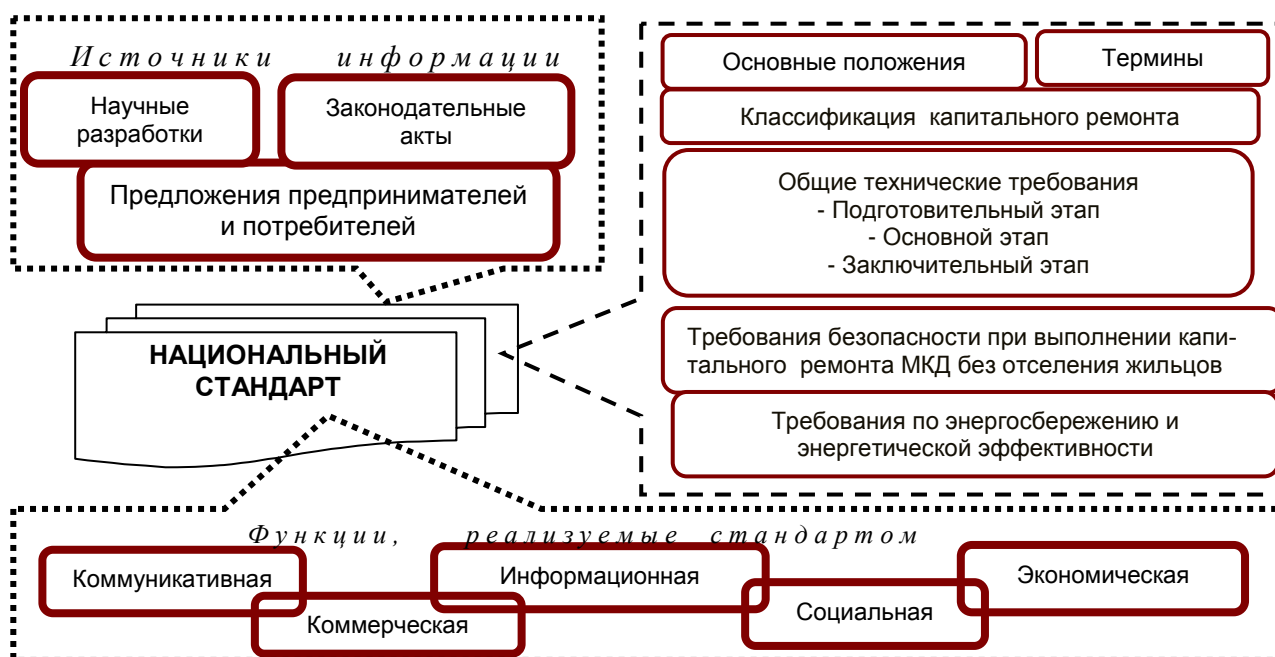 Источники информации
Научные
разработки
Законодательные
акты
Предложения предпринимателей
и потребителей
НАЦИОНАЛЬНЫЙ
СТАНДАРТ
Основные положения
Термины
Классификация капитального ремонта
Общие технические требования
- Подготовительный этап
- Основной этап
- Заключительный этап
Требования безопасности при выполнении капи-
тального ремонта МКД без отселения жильцов
Требования по энергосбережению и
энергетической эффективности
Функции, реализуемые стандартом
Коммуникативная
Коммерческая
Информационная
Социальная
Экономическая